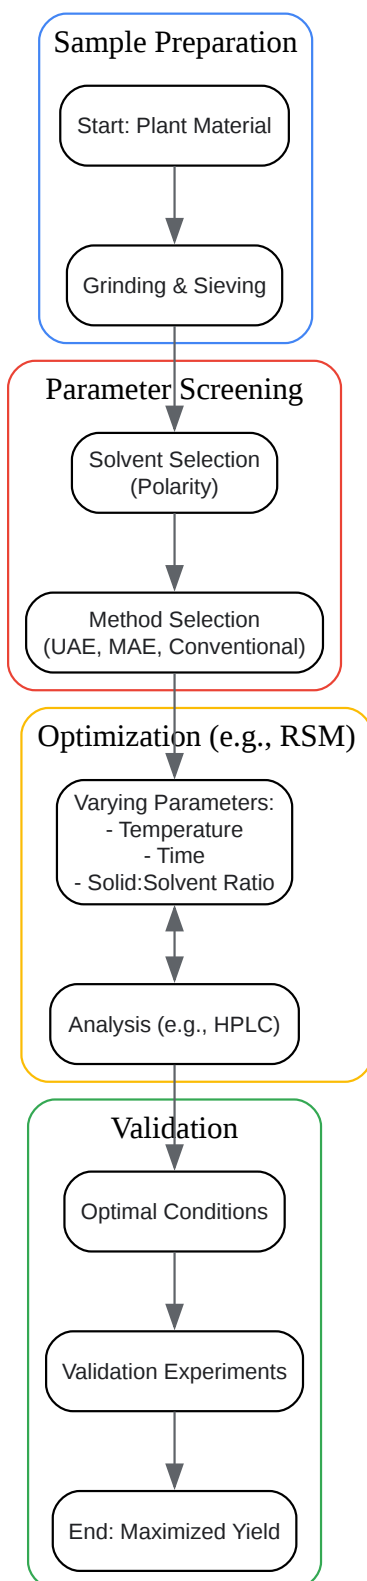 Sample Preparation
Start: Plant Material
Grinding & Sieving
Parameter Screening
Solvent Selection
(Polarity)
Method Selection
(UAE, MAE, Conventional)
Optimization (e.g., RSM)
Varying Parameters:
- Temperature
- Time
- Solid:Solvent Ratio
Analysis (e.g., HPLC)
Validation
Optimal Conditions
Validation Experiments
End: Maximized Yield